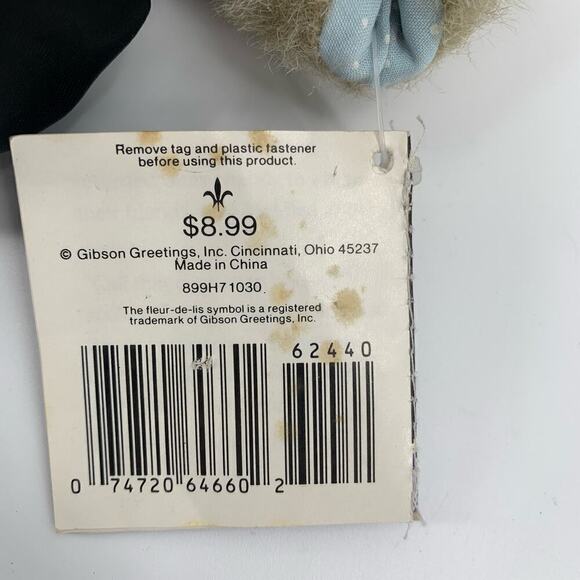 Remove tag and plastic fastener
before using this product.
$8.99
© Gibson Greetings, Inc. Cincinnati, Ohio 45237
Made in China
899H71030
The fleur-de-lis symbol is a registered
trademark of Gibson Greetings, Inc.
62440
0 74720 64660 2